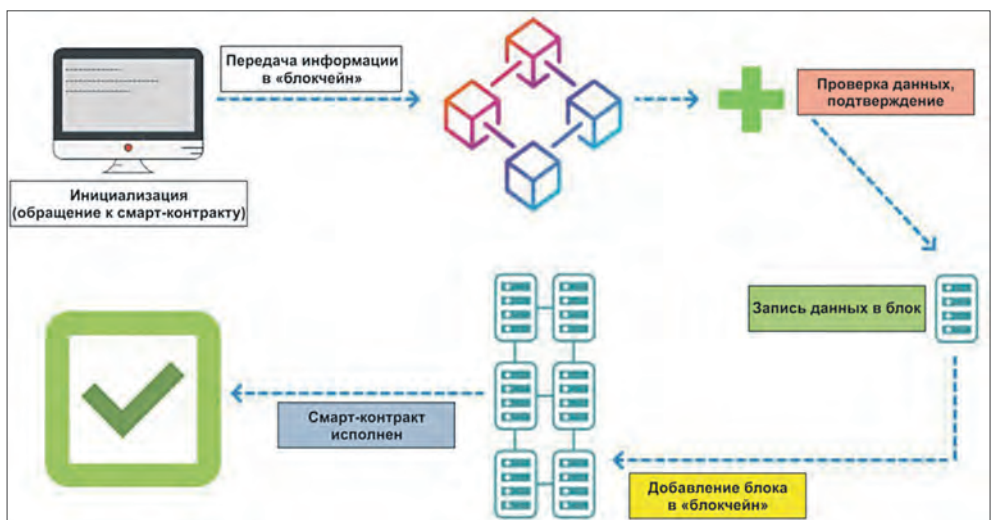 Передача информации
в «блокчейн»
Проверка данных,
подтверждение
Инициализация
(обращение к смарт-контракту)
Запись данных в блок
Смарт-контракт
исполнен
Добавление блока
в «блокчейн»